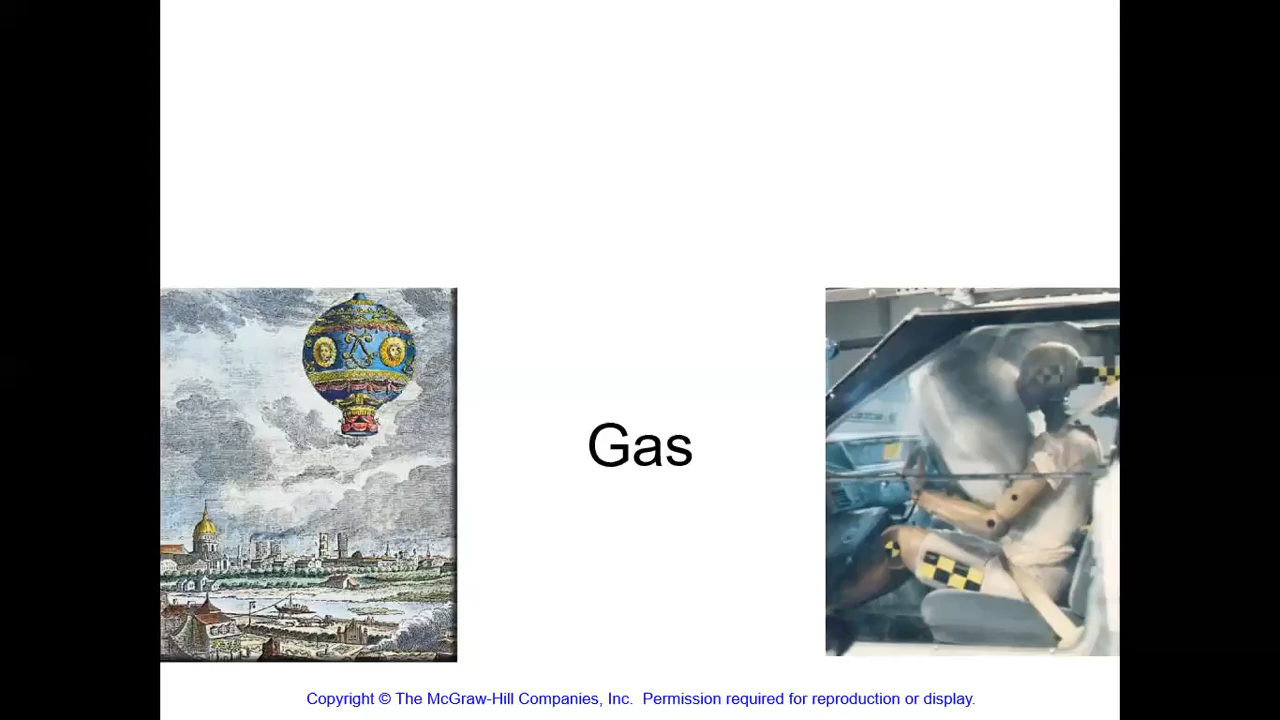 Gas
Copyright © The McGraw-Hill Companies, Inc.  Permission required for reproduction or display.